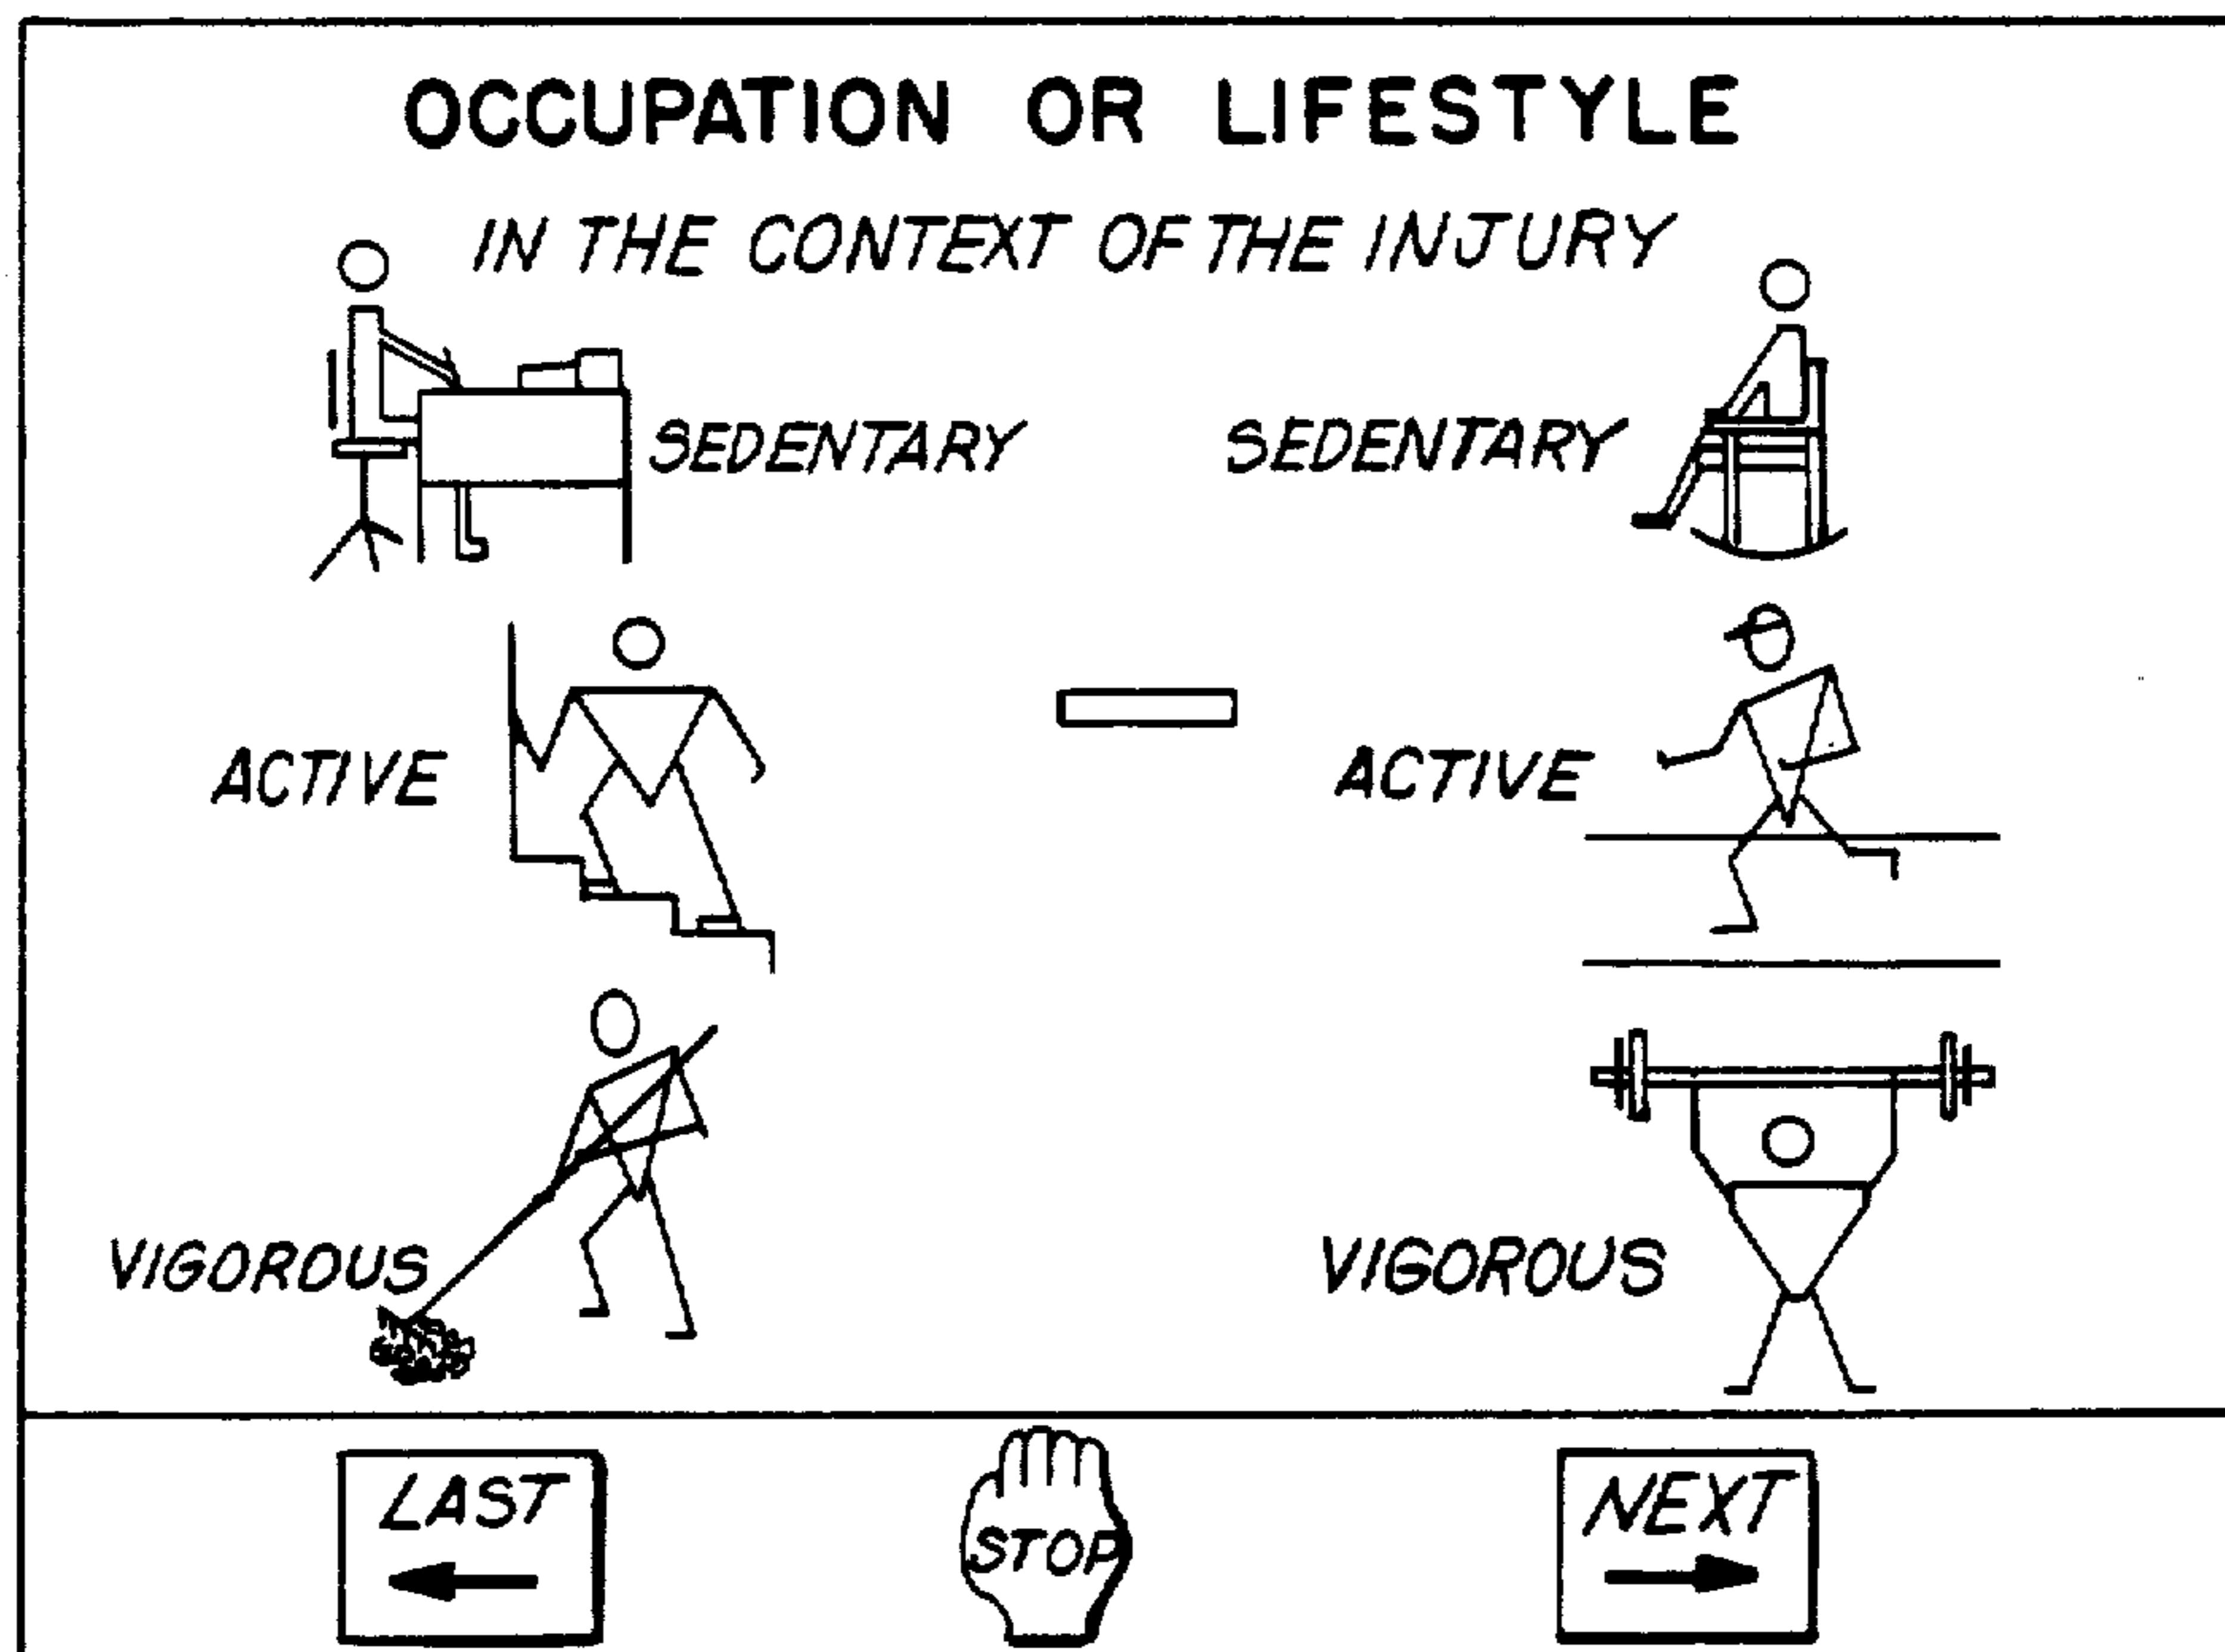 OCCUPATION OR LIFESTYLE
IN THE CONTEXT OF THE INJURY
SEDENTARY SEDENTARY
ACTIVE ACTIVE
VIGOROUS VIGOROUS
LAST STOP NEXT